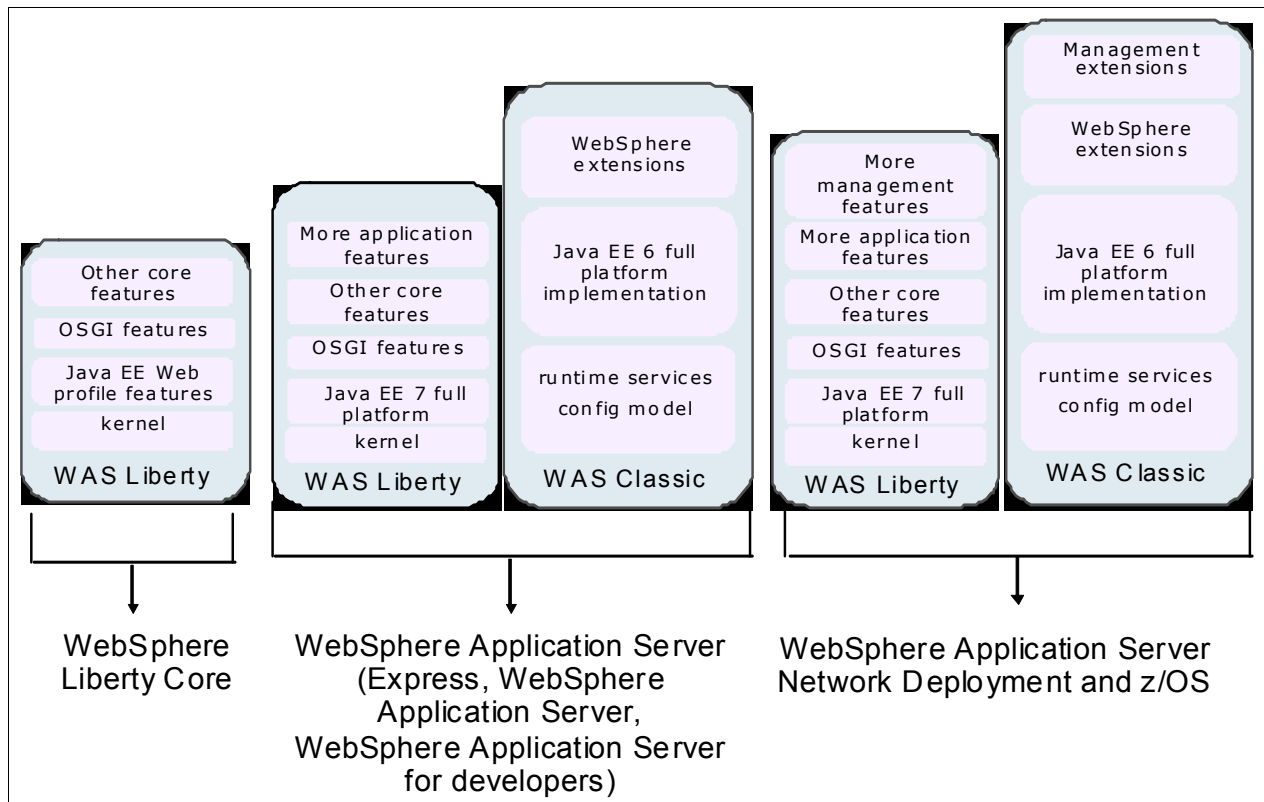 Other core
features
OSGI features
Java EE Web
profile features
kernel
WAS Liberty
More application
features
Other core
features
OSGI features
Java EE 7 full
platform
kernel
WAS Liberty
WebSphere
extensions
Java EE 6 full
platform
implementation
runtime services
config model
WAS Classic
More
management
features
More application
features
Other core
features
OSGI features
Java EE 7 full
platform
kernel
WAS Liberty
Management
extensions
WebSphere
extensions
Java EE 6 full
platform
implementation
runtime services
config model
WAS Classic
WebSphere
Liberty Core
WebSphere Application Server
(Express, WebSphere
Application Server,
WebSphere Application Server
for developers)
WebSphere Application Server
Network Deployment and z/OS